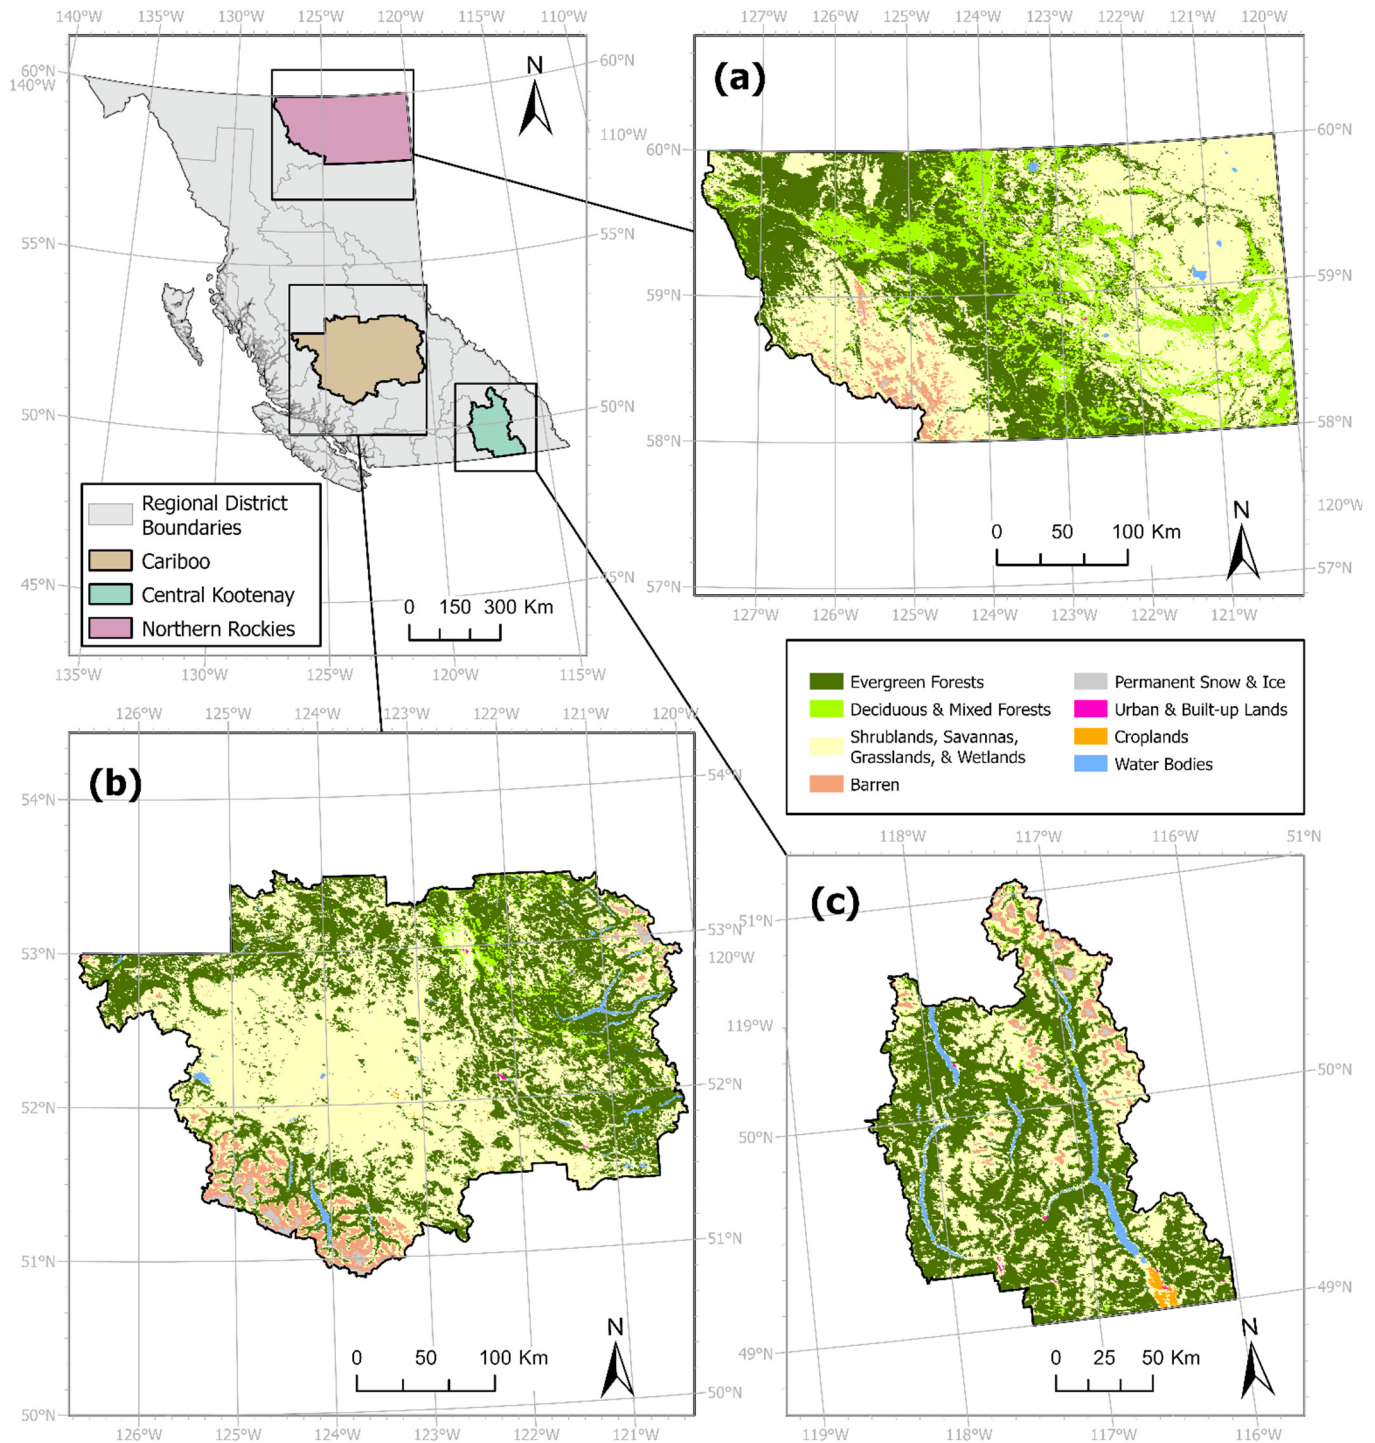 140°W 135°W 130°W 125°W 120°W 115°W 110°W
60°N
140°W
60°N
110°W
N
55°N
55°N
50°N
50°N
45°N
45°N
Regional District
Boundaries
Cariboo
Central Kootenay
Northern Rockies
0 150 300 Km
135°W 130°W 125°W 120°W 115°W
127°W 126°W 125°W 124°W 123°W 122°W 121°W 120°W
(a)
60°N
60°N
59°N
59°N
58°N
58°N
120°W
57°N
57°N
0 50 100 Km
N
127°W 126°W 125°W 124°W 123°W 122°W 121°W
Evergreen Forests
Deciduous & Mixed Forests
Shrublands, Savannas,
Grasslands, & Wetlands
Barren
Permanent Snow & Ice
Urban & Built-up Lands
Croplands
Water Bodies
126°W 125°W 124°W 123°W 122°W 121°W 120°W
(b)
54°N
54°N
53°N
53°N
120°W
52°N
52°N
51°N
51°N
50°N
50°N
0 50 100 Km
N
126°W 125°W 124°W 123°W 122°W 121°W
118°W 117°W 116°W 51°N
(c)
51°N
119°W
50°N
50°N
49°N
49°N
0 25 50 Km
N
119°W 118°W 117°W 116°W